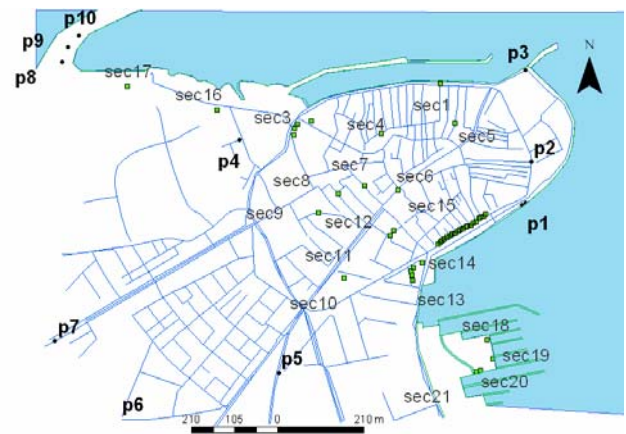 p10
p9
p8
sec17
p3
N
sec16
sec1
sec3
sec4
sec5
p4
p2
sec8
sec7
sec6
sec9
sec12
sec15
p1
sec11
sec14
sec10
sec13
p7
sec18
sec19
p5
sec20
sec21
p6
210 105 0 210 m